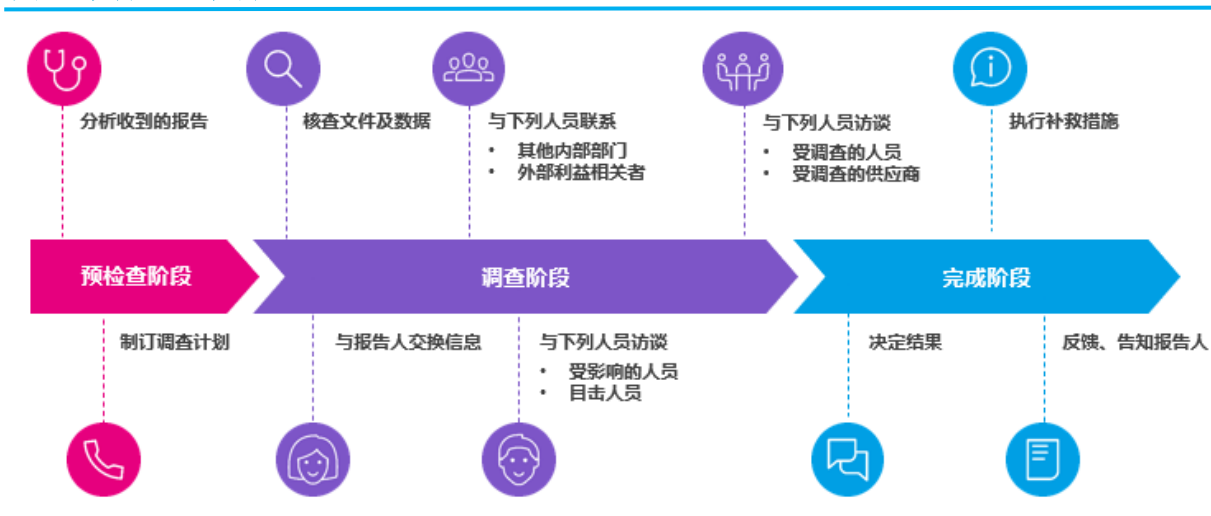 分析收到的报告
核查文件及数据
与下列人员联系
• 其他内部部门
• 外部利益相关者
与下列人员访谈
• 受调查的人员
• 受调查的供应商
执行补救措施
预检查阶段
调查阶段
完成阶段
制订调查计划
与报告人交换信息
与下列人员访谈
• 受影响的人员
• 目击人员
决定结果
反馈、告知报告人